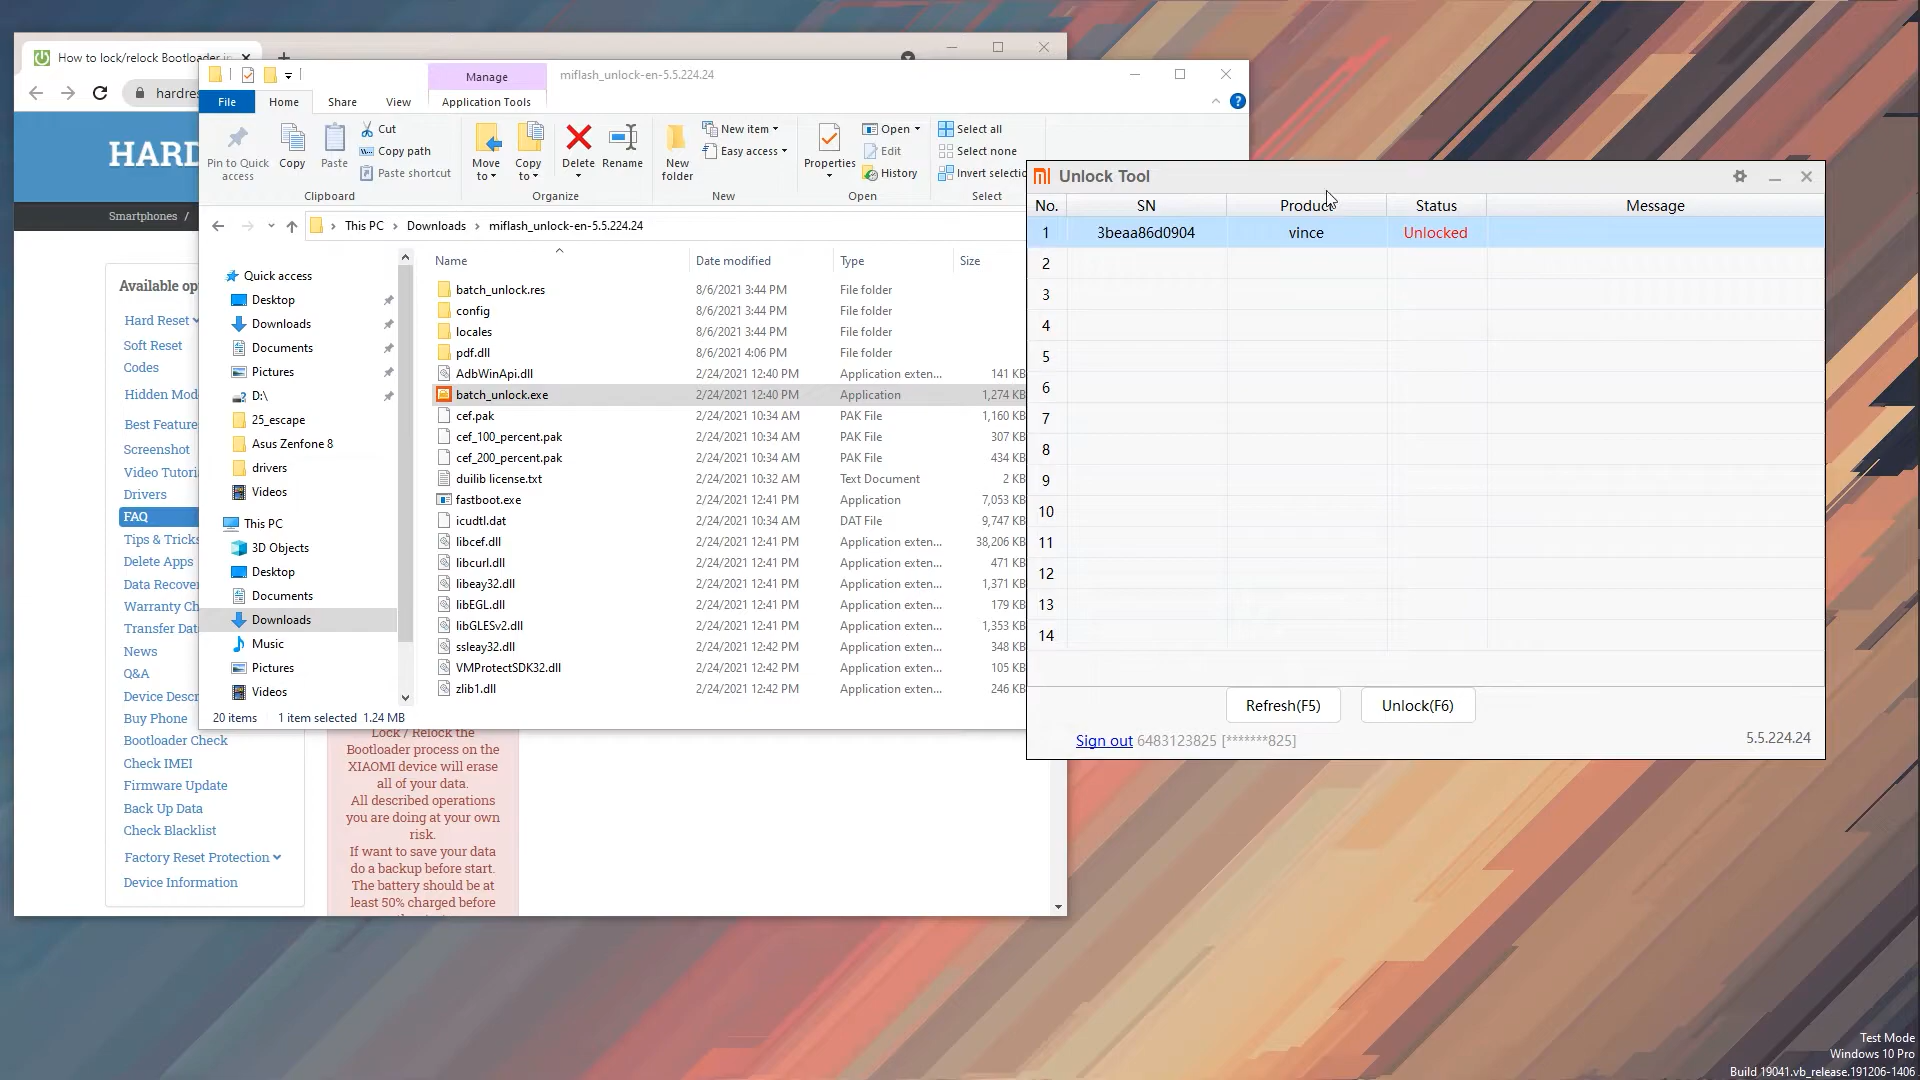 How to lock/relock Bootloader i
hardre
HARD
Smartphones /
Available op
Hard Reset
Soft Reset
Codes
Hidden Mod
Best Feature
Screenshot
Video Tutori
Drivers
FAQ
Tips & Tricks
Delete Apps
Data Recover
Warranty Ch
Transfer Dat
News
Q&A
Device Descr
Buy Phone
Bootloader Check
Check IMEI
Firmware Update
Back Up Data
Check Blacklist
Factory Reset Protection
Device Information
Lock / Relock the
Bootloader process on the
XIAOMI device will erase
all of your data.
All described operations
you are doing at your own
risk.
If want to save your data
do a backup before start.
The battery should be at
least 50% charged before
Manage
miflash_unlock-en-5.5.224.24
File Home Share View Application Tools
Pin to Quick access
Copy
Paste
Cut
Copy path
Paste shortcut
Clipboard
Move to
Copy to
Delete
Rename
Organize
New folder
New item
Easy access
New
Properties
Open
Edit
History
Open
Select all
Select none
Invert selectio
Select
This PC > Downloads > miflash_unlock-en-5.5.224.24
Quick access
Desktop
Downloads
Documents
Pictures
D:\
25_escape
Asus Zenfone 8
drivers
Videos
This PC
3D Objects
Desktop
Documents
Downloads
Music
Pictures
Videos
Name Date modified Type Size
batch_unlock.res 8/6/2021 3:44 PM File folder
config 8/6/2021 3:44 PM File folder
locales 8/6/2021 3:44 PM File folder
pdf.dll 8/6/2021 4:06 PM File folder
AdbWinApi.dll 2/24/2021 12:40 PM Application exten... 141 KB
batch_unlock.exe 2/24/2021 12:40 PM Application 1,274 KB
cef.pak 2/24/2021 10:34 AM PAK File 1,160 KB
cef_100_percent.pak 2/24/2021 10:34 AM PAK File 307 KB
cef_200_percent.pak 2/24/2021 10:34 AM PAK File 434 KB
duilib license.txt 2/24/2021 10:32 AM Text Document 2 KB
fastboot.exe 2/24/2021 12:41 PM Application 7,053 KB
icudtl.dat 2/24/2021 10:34 AM DAT File 9,747 KB
libcef.dll 2/24/2021 12:41 PM Application exten... 38,206 KB
libcurl.dll 2/24/2021 12:41 PM Application exten... 471 KB
libeay32.dll 2/24/2021 12:41 PM Application exten... 1,371 KB
libEGL.dll 2/24/2021 12:41 PM Application exten... 179 KB
libGLESv2.dll 2/24/2021 12:41 PM Application exten... 1,353 KB
ssleay32.dll 2/24/2021 12:42 PM Application exten... 348 KB
VMProtectSDK32.dll 2/24/2021 12:42 PM Application exten... 105 KB
zlib1.dll 2/24/2021 12:42 PM Application exten... 246 KB
20 items 1 item selected 1.24 MB
Unlock Tool
No. SN Product Status Message
1 3beaa86d0904 vince Unlocked
2
3
4
5
6
7
8
9
10
11
12
13
14
Refresh(F5) Unlock(F6)
Sign out 6483123825 [*******825] 5.5.224.24
Test Mode
Windows 10 Pro
Build 19041.vb_release.191206-1406